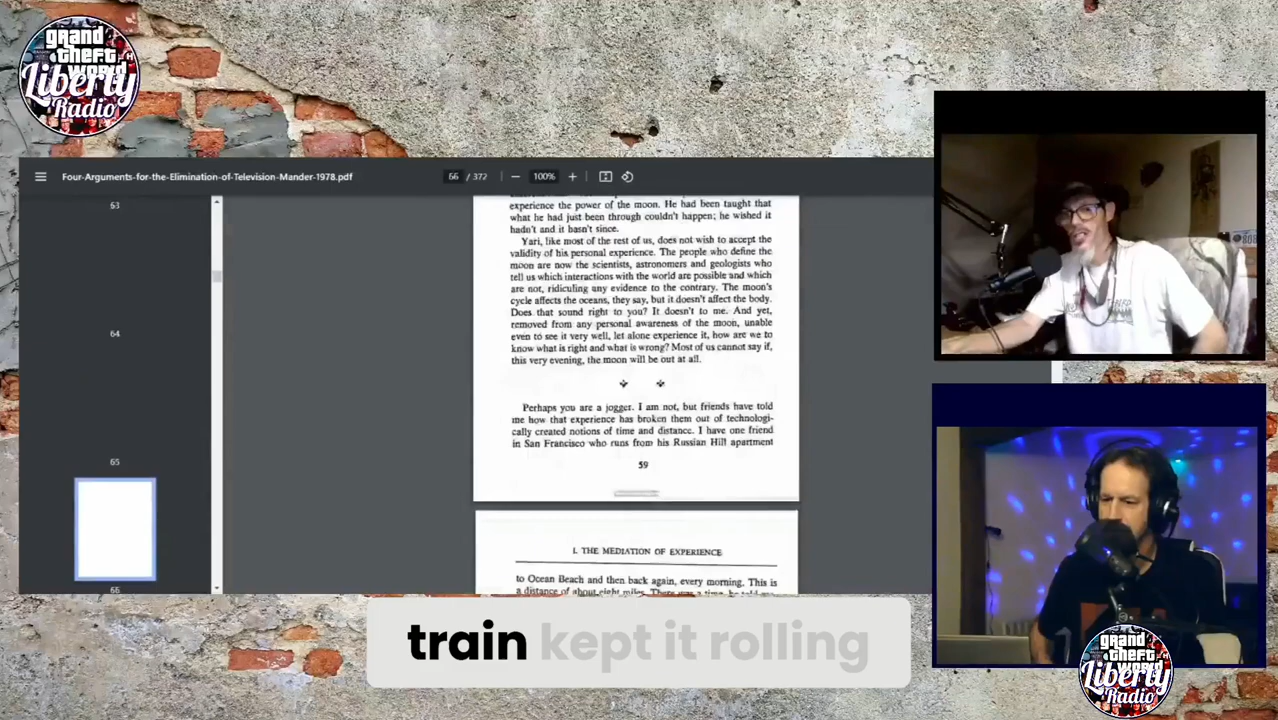 grand
theft
world
Liberty
Radio
Four-Arguments-for-the-Elimination-of-Television-Mander-1978.pdf
66 / 372
100%
63
64
65
66
experience the power of the moon. He had been taught that
what he had just been through couldn't happen; he wished it
hadn't and it hasn't since.
Yari, like most of the rest of us, does not wish to accept the
validity of his personal experience. The people who define the
moon are now the scientists, astronomers and geologists who
tell us which interactions with the world are possible and which
are not, ridiculing any evidence to the contrary. The moon's
cycle affects the oceans, they say, but it doesn't affect the body.
Does that sound right to you? It doesn't to me. And yet,
removed from any personal awareness of the moon, unable
even to see it very well, let alone experience it, how are we to
know what is right and what is wrong? Most of us cannot say if,
this very evening, the moon will be out at all.
Perhaps you are a jogger. I am not, but friends have told
me how that experience has broken them out of technologi-
cally created notions of time and distance. I have one friend
in San Francisco who runs from his Russian Hill apartment
59
I. THE MEDIATION OF EXPERIENCE
to Ocean Beach and then back again, every morning. This is
a distance of about eight miles. There was a time, he told
train kept it rolling
grand
theft
world
Liberty
Radio